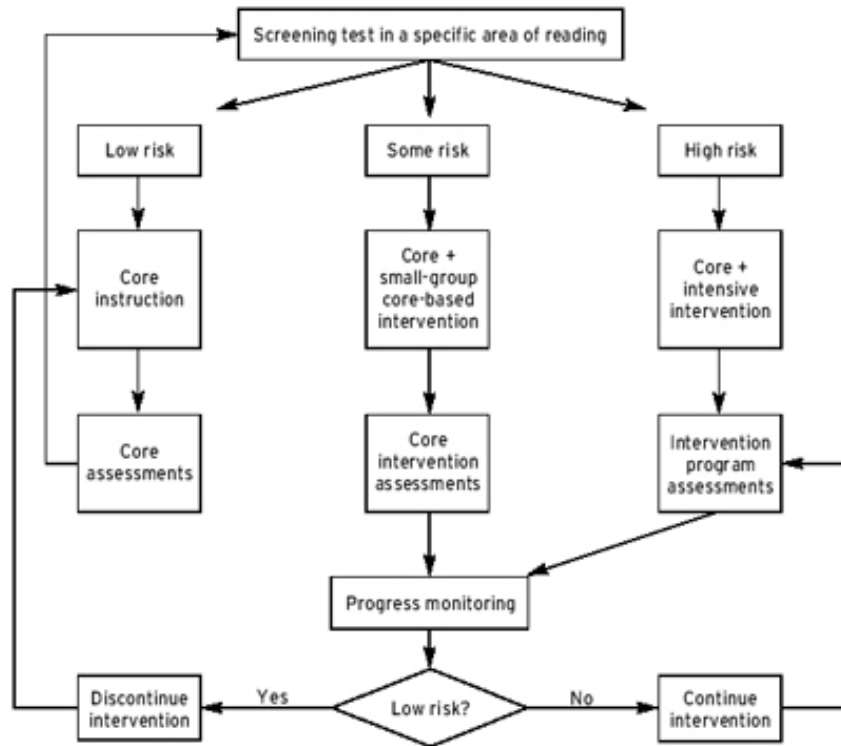 Screening test in a specific area of reading
Low risk
Some risk
High risk
Core
instruction
Core +
small-group
core-based
intervention
Core +
intensive
intervention
Core
assessments
Core
intervention
assessments
Intervention
program
assessments
Progress monitoring
Discontinue
intervention
Yes
Low risk?
No
Continue
intervention